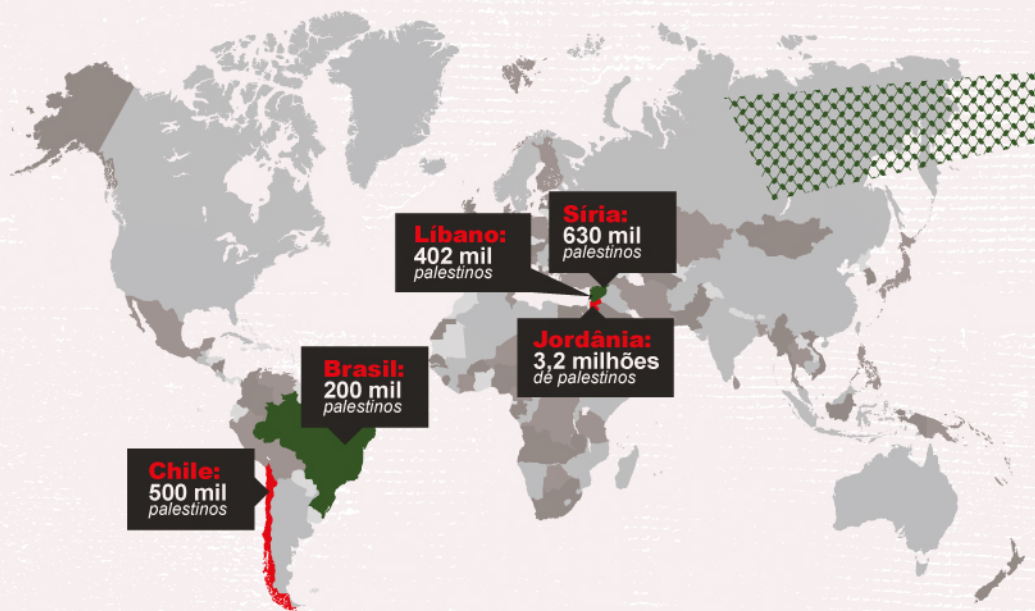 Síria:
630 mil
palestinos
Líbano:
402 mil
palestinos
Jordânia:
3,2 milhões
de palestinos
Brasil:
200 mil
palestinos
Chile:
500 mil
palestinos